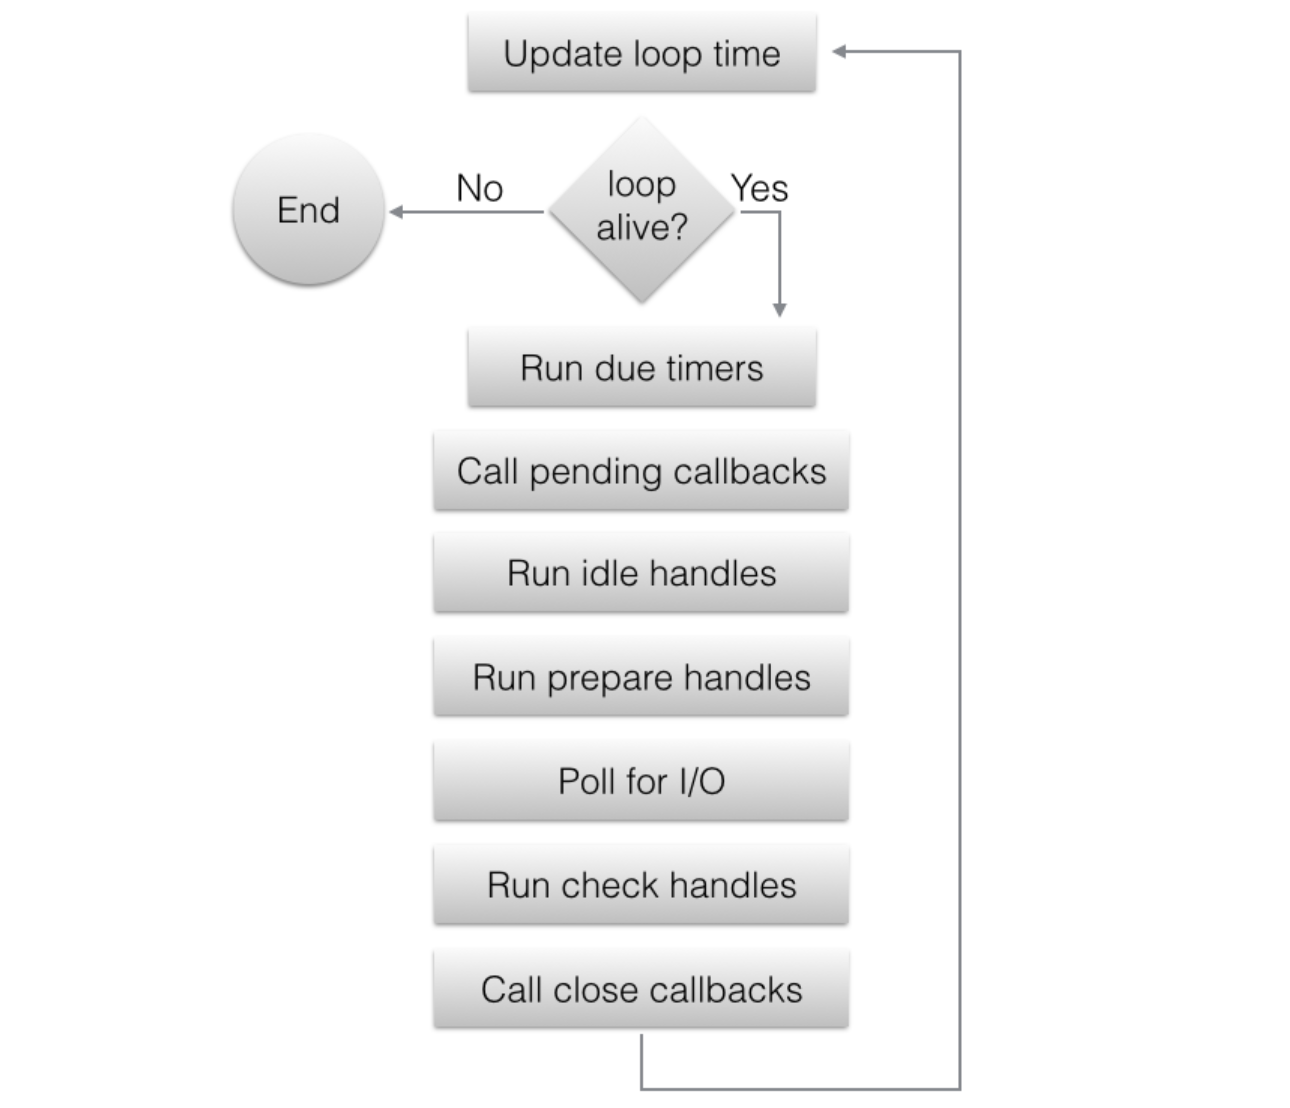 Update loop time
End
No
loop
alive?
Yes
Run due timers
Call pending callbacks
Run idle handles
Run prepare handles
Poll for I/O
Run check handles
Call close callbacks